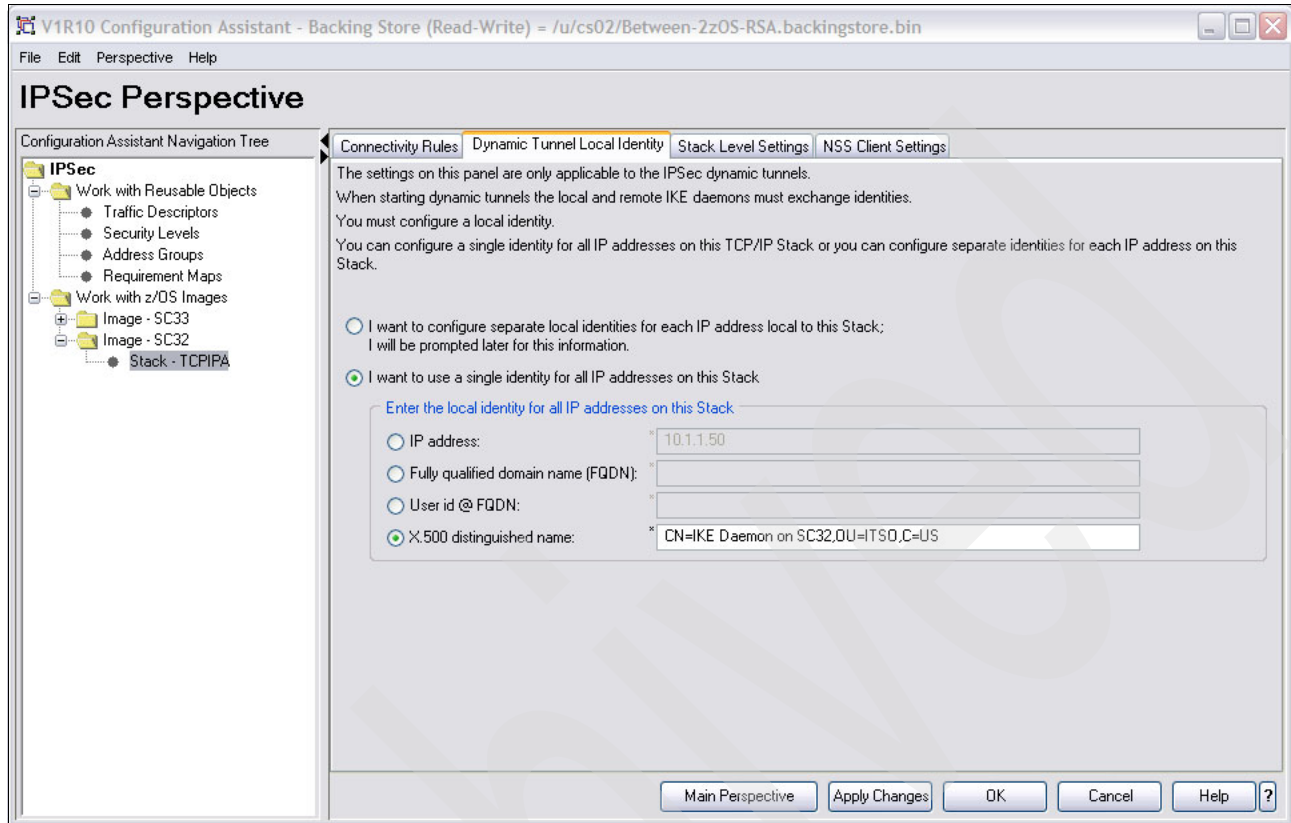 V1R10 Configuration Assistant - Backing Store (Read-Write) = /u/cs02/Between-2zOS-RSA.backingstore.bin
File Edit Perspective Help
IPSec Perspective
Configuration Assistant Navigation Tree
IPSec
Work with Reusable Objects
Traffic Descriptors
Security Levels
Address Groups
Requirement Maps
Work with z/OS Images
Image - SC33
Image - SC32
Stack - TCPIPA
Connectivity Rules Dynamic Tunnel Local Identity Stack Level Settings NSS Client Settings
The settings on this panel are only applicable to the IPSec dynamic tunnels.
When starting dynamic tunnels the local and remote IKE daemons must exchange identities.
You must configure a local identity.
You can configure a single identity for all IP addresses on this TCP/IP Stack or you can configure separate identities for each IP address on this
Stack.
I want to configure separate local identities for each IP address local to this Stack;
I will be prompted later for this information.
I want to use a single identity for all IP addresses on this Stack
Enter the local identity for all IP addresses on this Stack
IP address: * 10.1.1.50
Fully qualified domain name (FQDN): *
User id @ FQDN: *
X.500 distinguished name: * CN=IKE Daemon on SC32,OU=ITSO,C=US
Main Perspective Apply Changes OK Cancel Help ?